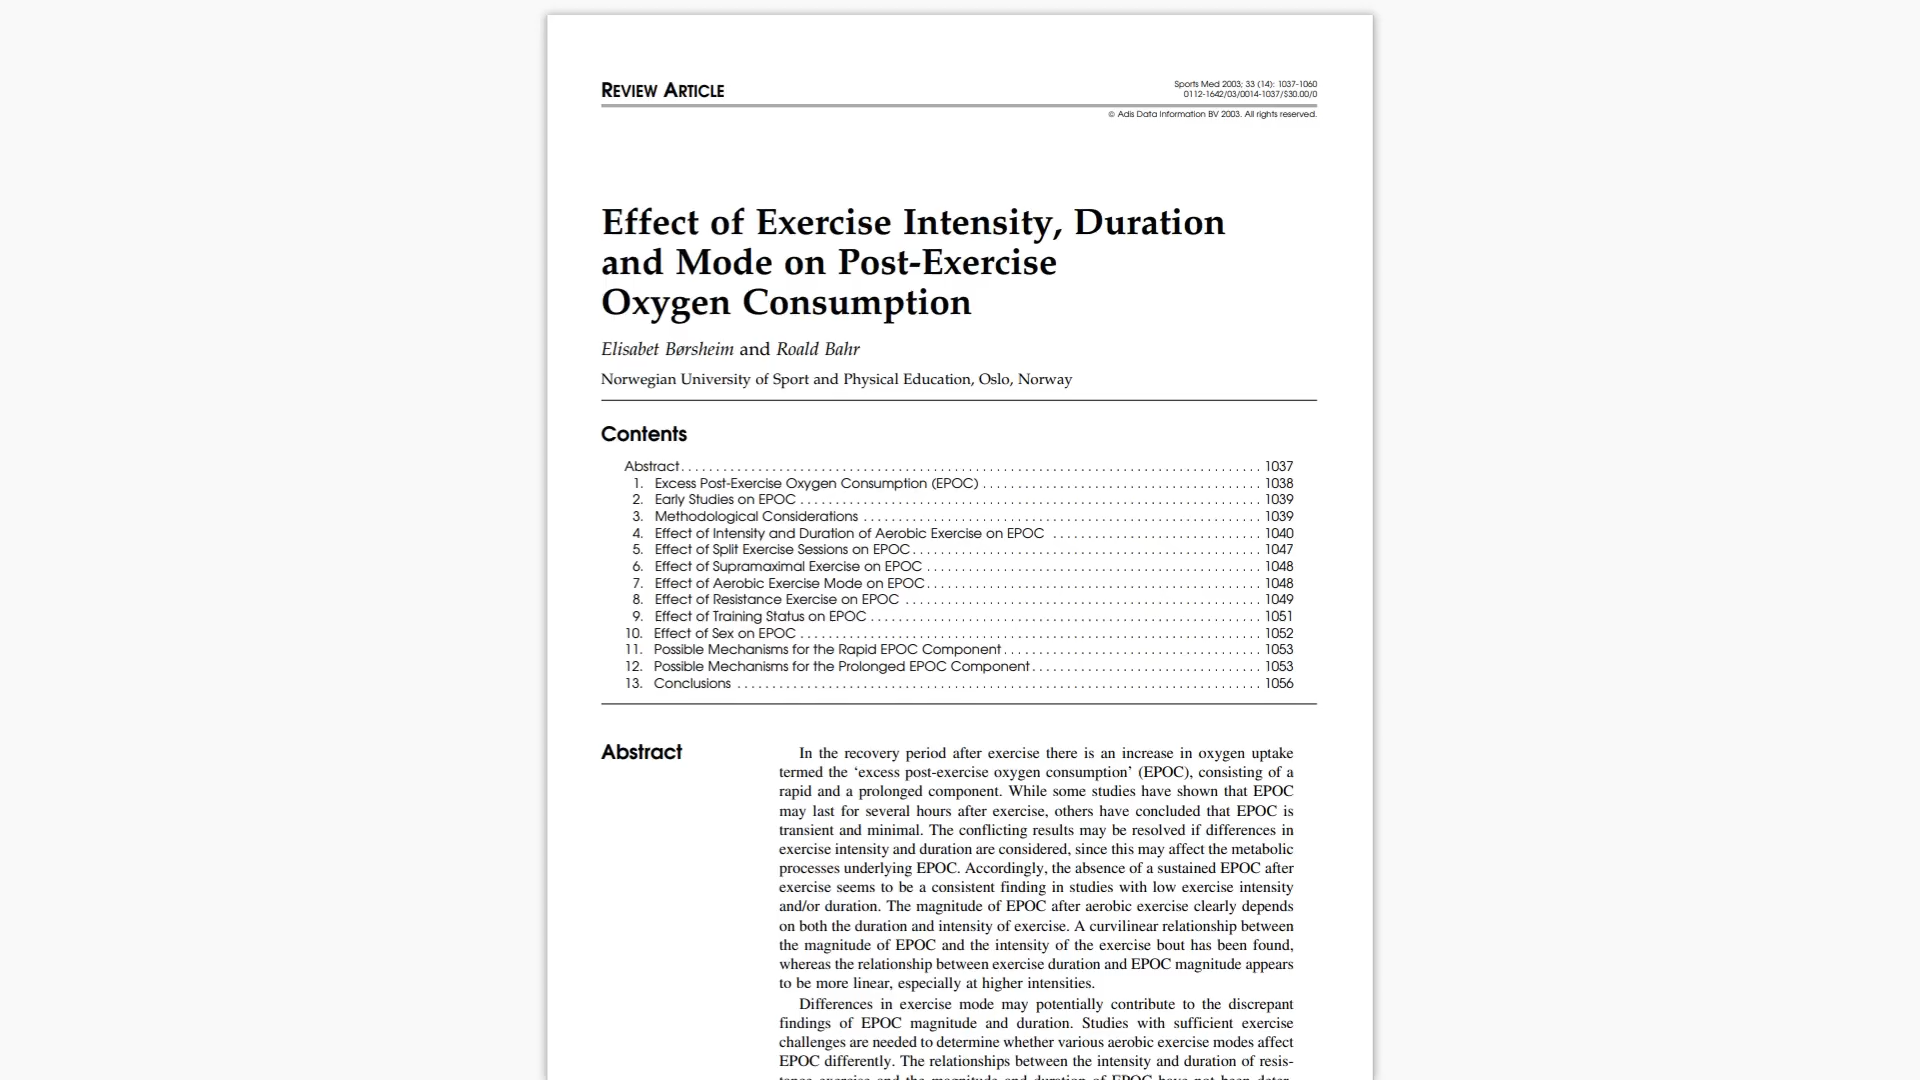 REVIEW ARTICLE
Sports Med 2003; 33 (14): 1037-1060
0112-1642/03/0014-1037/$30.00/0
© Adis Data Information BV 2003. All rights reserved.
Effect of Exercise Intensity, Duration
and Mode on Post-Exercise
Oxygen Consumption
Elisabet Børsheim and Roald Bahr
Norwegian University of Sport and Physical Education, Oslo, Norway
Contents
Abstract . . . . . . . . . . . . . . . . . . . . . . . . . . . . . . 1037
1. Excess Post-Exercise Oxygen Consumption (EPOC) . . . . . . . . . . . . . . . . . . . . 1038
2. Early Studies on EPOC . . . . . . . . . . . . . . . . . . . . 1039
3. Methodological Considerations . . . . . . . . . . . . . . . . . . . . 1039
4. Effect of Intensity and Duration of Aerobic Exercise on EPOC . . . . . . . . . . . . . . . . . . . . 1040
5. Effect of Split Exercise Sessions on EPOC . . . . . . . . . . . . . . . . . . . . 1047
6. Effect of Supramaximal Exercise on EPOC . . . . . . . . . . . . . . . . . . . . 1048
7. Effect of Aerobic Exercise Mode on EPOC . . . . . . . . . . . . . . . . . . . . 1048
8. Effect of Resistance Exercise on EPOC . . . . . . . . . . . . . . . . . . . . 1049
9. Effect of Training Status on EPOC . . . . . . . . . . . . . . . . . . . . 1051
10. Effect of Sex on EPOC . . . . . . . . . . . . . . . . . . . . 1052
11. Possible Mechanisms for the Rapid EPOC Component . . . . . . . . . . . . . . . . . . . . 1053
12. Possible Mechanisms for the Prolonged EPOC Component . . . . . . . . . . . . . . . . . . . . 1053
13. Conclusions . . . . . . . . . . . . . . . . . . . . 1056
Abstract
In the recovery period after exercise there is an increase in oxygen uptake
termed the ‘excess post-exercise oxygen consumption’ (EPOC), consisting of a
rapid and a prolonged component. While some studies have shown that EPOC
may last for several hours after exercise, others have concluded that EPOC is
transient and minimal. The conflicting results may be resolved if differences in
exercise intensity and duration are considered, since this may affect the metabolic
processes underlying EPOC. Accordingly, the absence of a sustained EPOC after
exercise seems to be a consistent finding in studies with low exercise intensity
and/or duration. The magnitude of EPOC after aerobic exercise clearly depends
on both the duration and intensity of exercise. A curvilinear relationship between
the magnitude of EPOC and the intensity of the exercise bout has been found,
whereas the relationship between exercise duration and EPOC magnitude appears
to be more linear, especially at higher intensities.
Differences in exercise mode may potentially contribute to the discrepant
findings of EPOC magnitude and duration. Studies with sufficient exercise
challenges are needed to determine whether various aerobic exercise modes affect
EPOC differently. The relationships between the intensity and duration of resis-
tance exercise and the magnitude and duration of EPOC have not been deter-